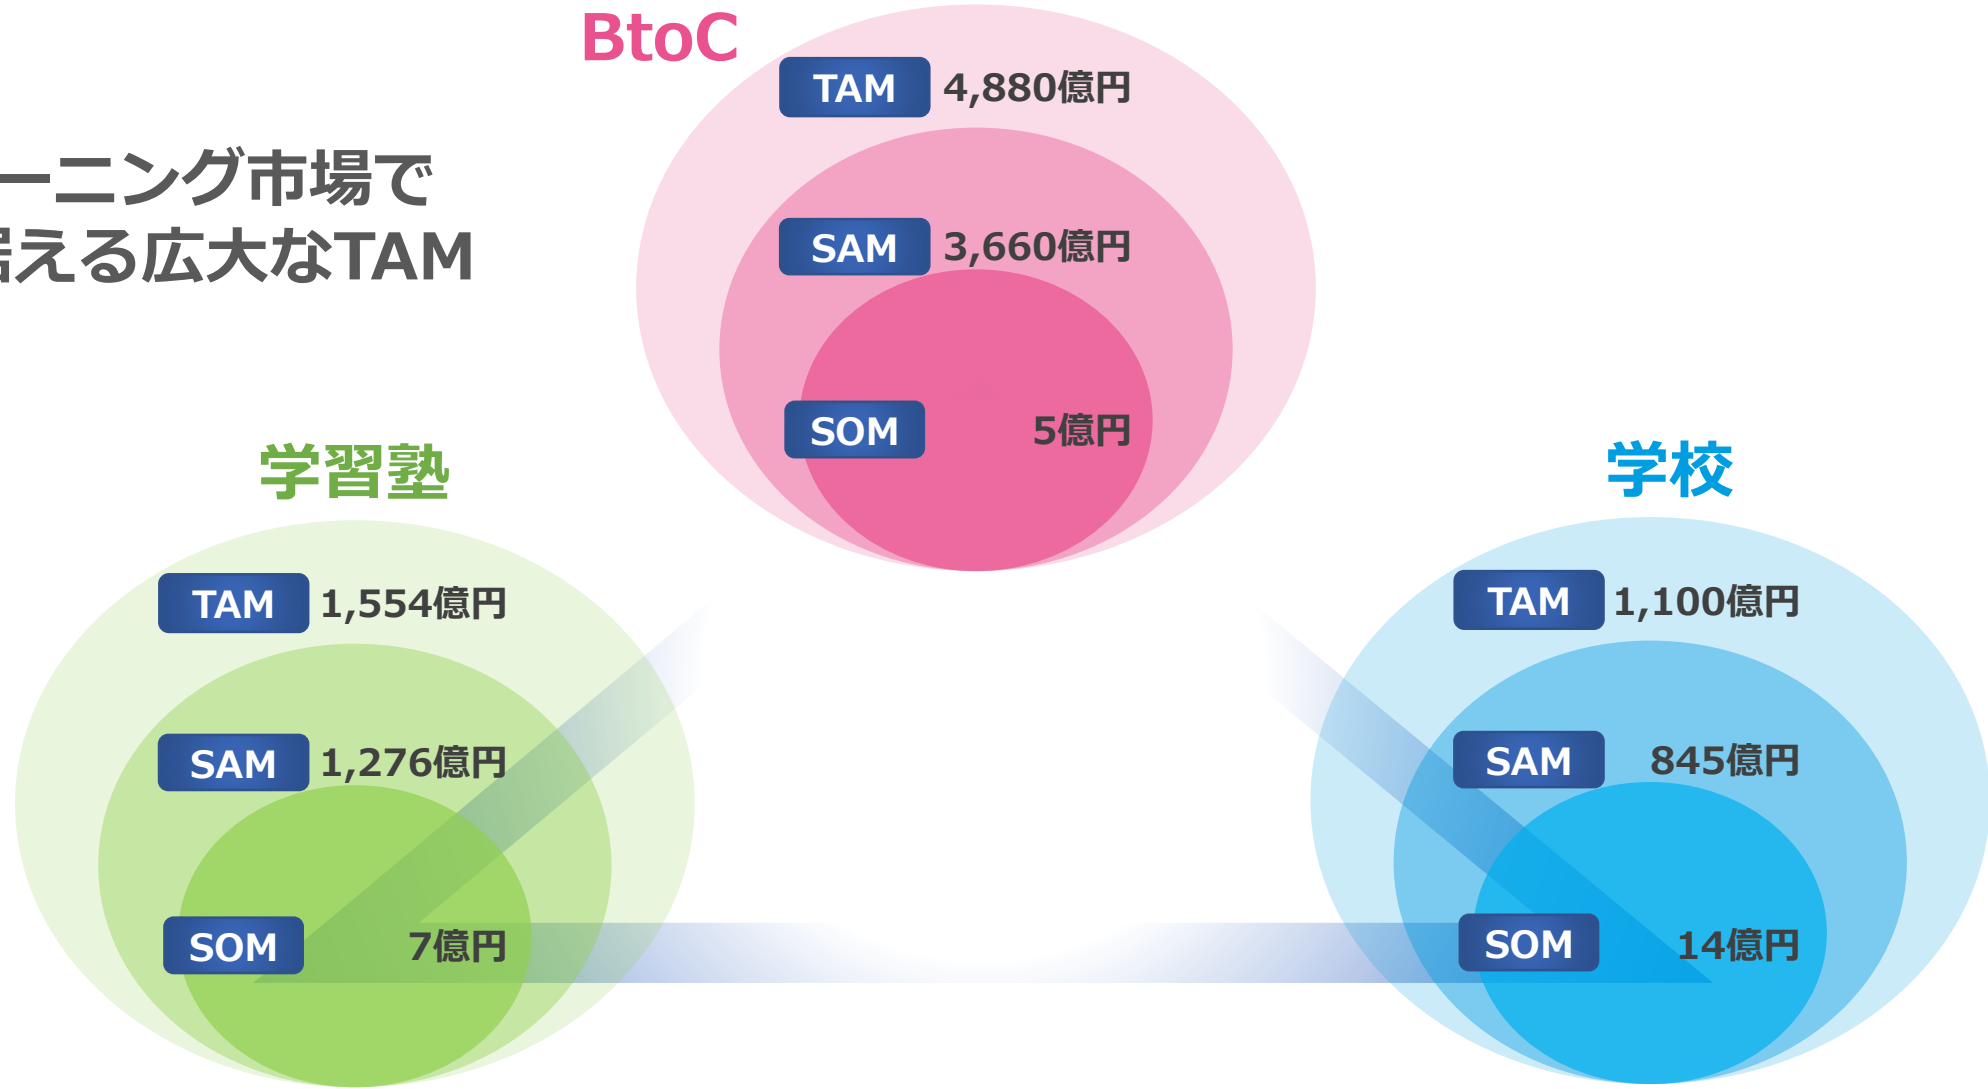 BtoC
TAM 4,880億円
ーニング市場で
える広大なTAM
SAM 3,660億円
SOM 5億円
学習塾
学校
TAM 1,554億円
TAM 1,100億円
SAM 1,276億円
SAM 845億円
SOM 7億円
SOM 14億円